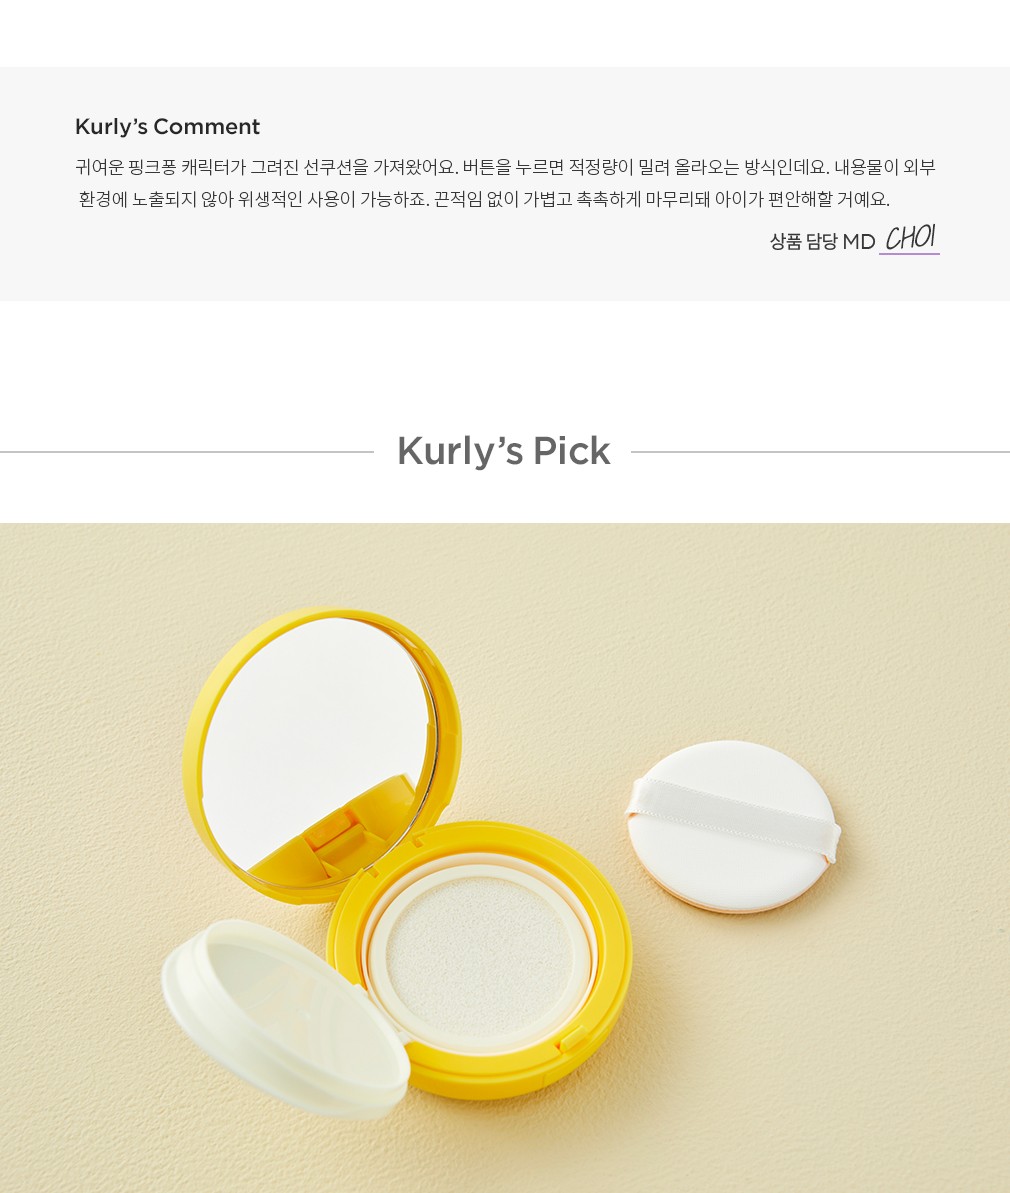 Kurly’s Comment
귀여운 핑크퐁 캐릭터가 그려진 선쿠션을 가져왔어요. 버튼을 누르면 적정량이 밀려 올라오는 방식인데요. 내용물이 외부
환경에 노출되지 않아 위생적인 사용이 가능하죠. 끈적임 없이 가볍고 촉촉하게 마무리돼 아이가 편안해할 거예요.
상품 담당 MD CHOI
Kurly’s Pick